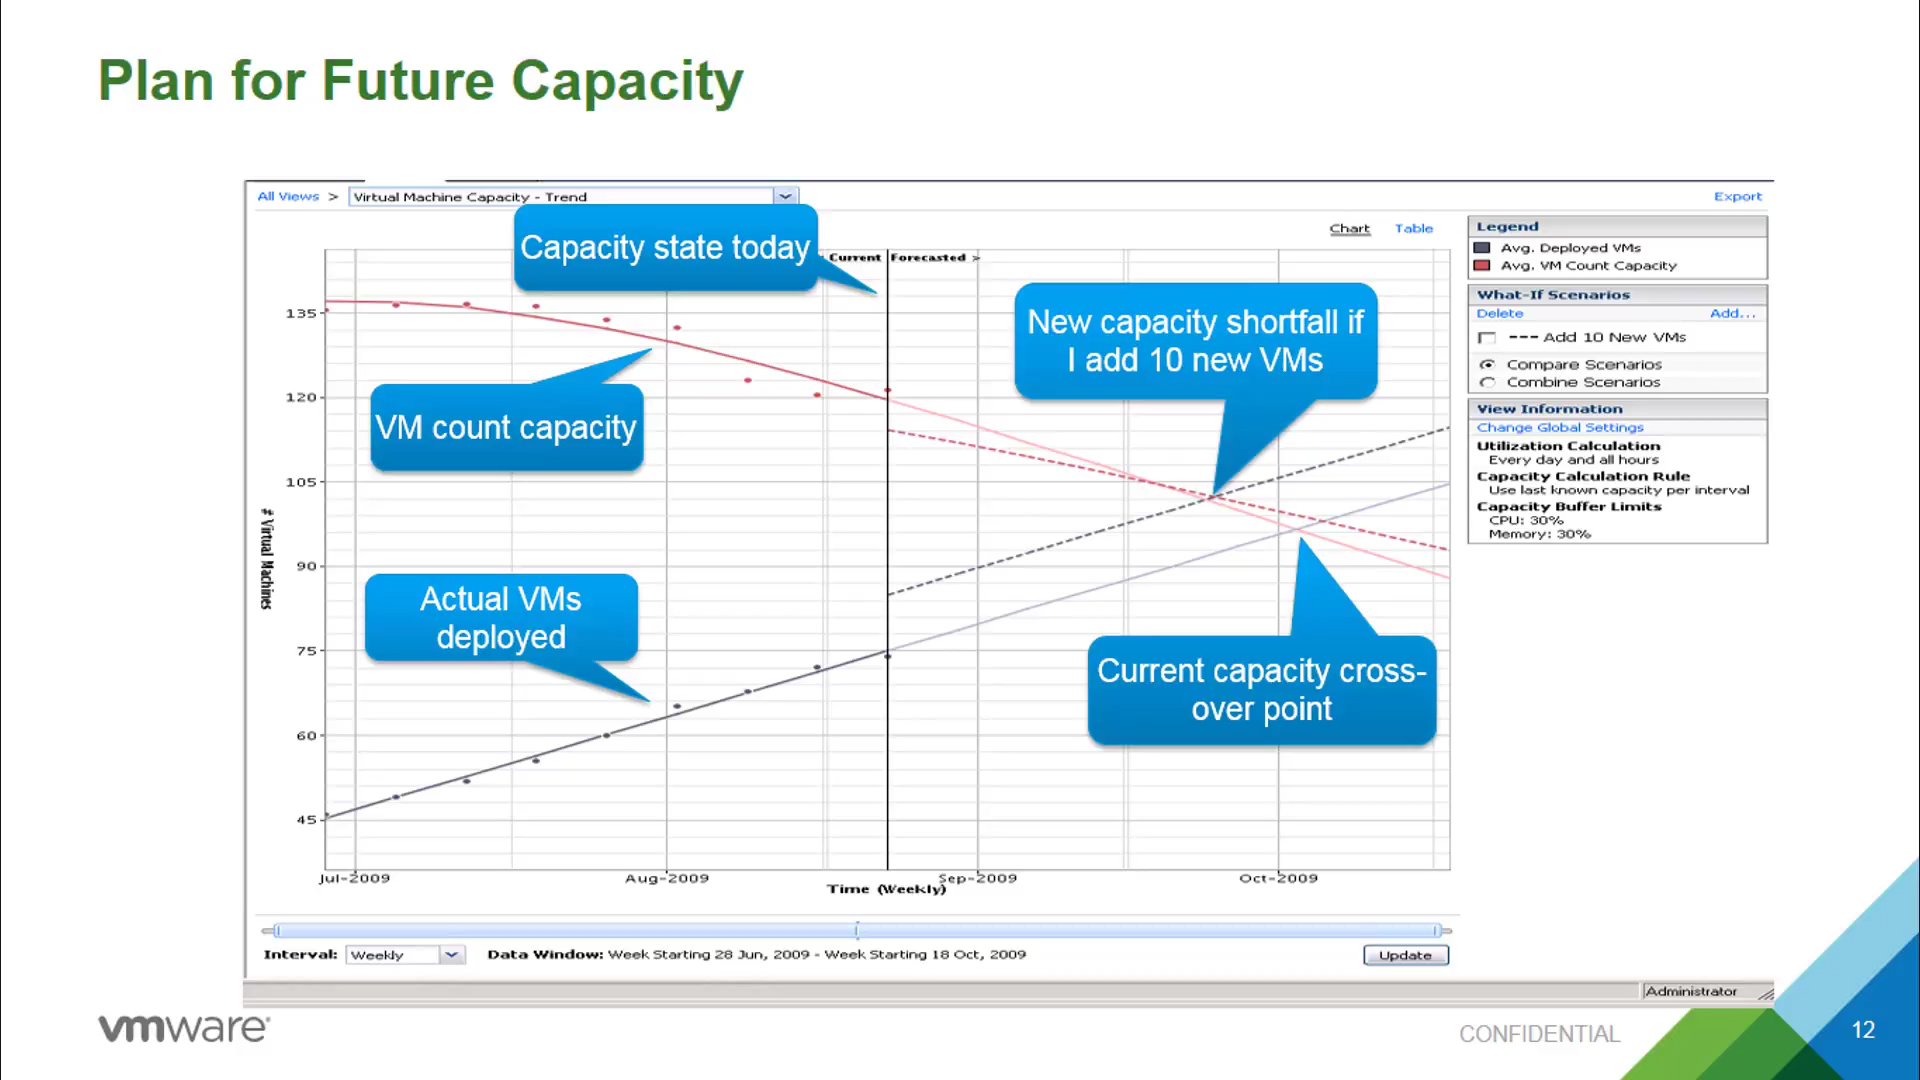 Plan for Future Capacity
All Views >
Virtual Machine Capacity - Trend
Export
Chart
Table
Capacity state today
Current
Forecasted >
New capacity shortfall if
I add 10 new VMs
VM count capacity
Actual VMs
deployed
Current capacity cross-
over point
# Virtual Machines
135
120
105
90
75
60
45
Jul-2009
Aug-2009
Sep-2009
Oct-2009
Time (Weekly)
Legend
Avg. Deployed VMs
Avg. VM Count Capacity
What-If Scenarios
Delete
Add...
Add 10 New VMs
Compare Scenarios
Combine Scenarios
View Information
Change Global Settings
Utilization Calculation
Every day and all hours
Capacity Calculation Rule
Use last known capacity per interval
Capacity Buffer Limits
CPU: 30%
Memory: 30%
Interval: Weekly
Data Window: Week Starting 28 Jun, 2009 - Week Starting 18 Oct, 2009
Update
Administrator
vmware
CONFIDENTIAL
12